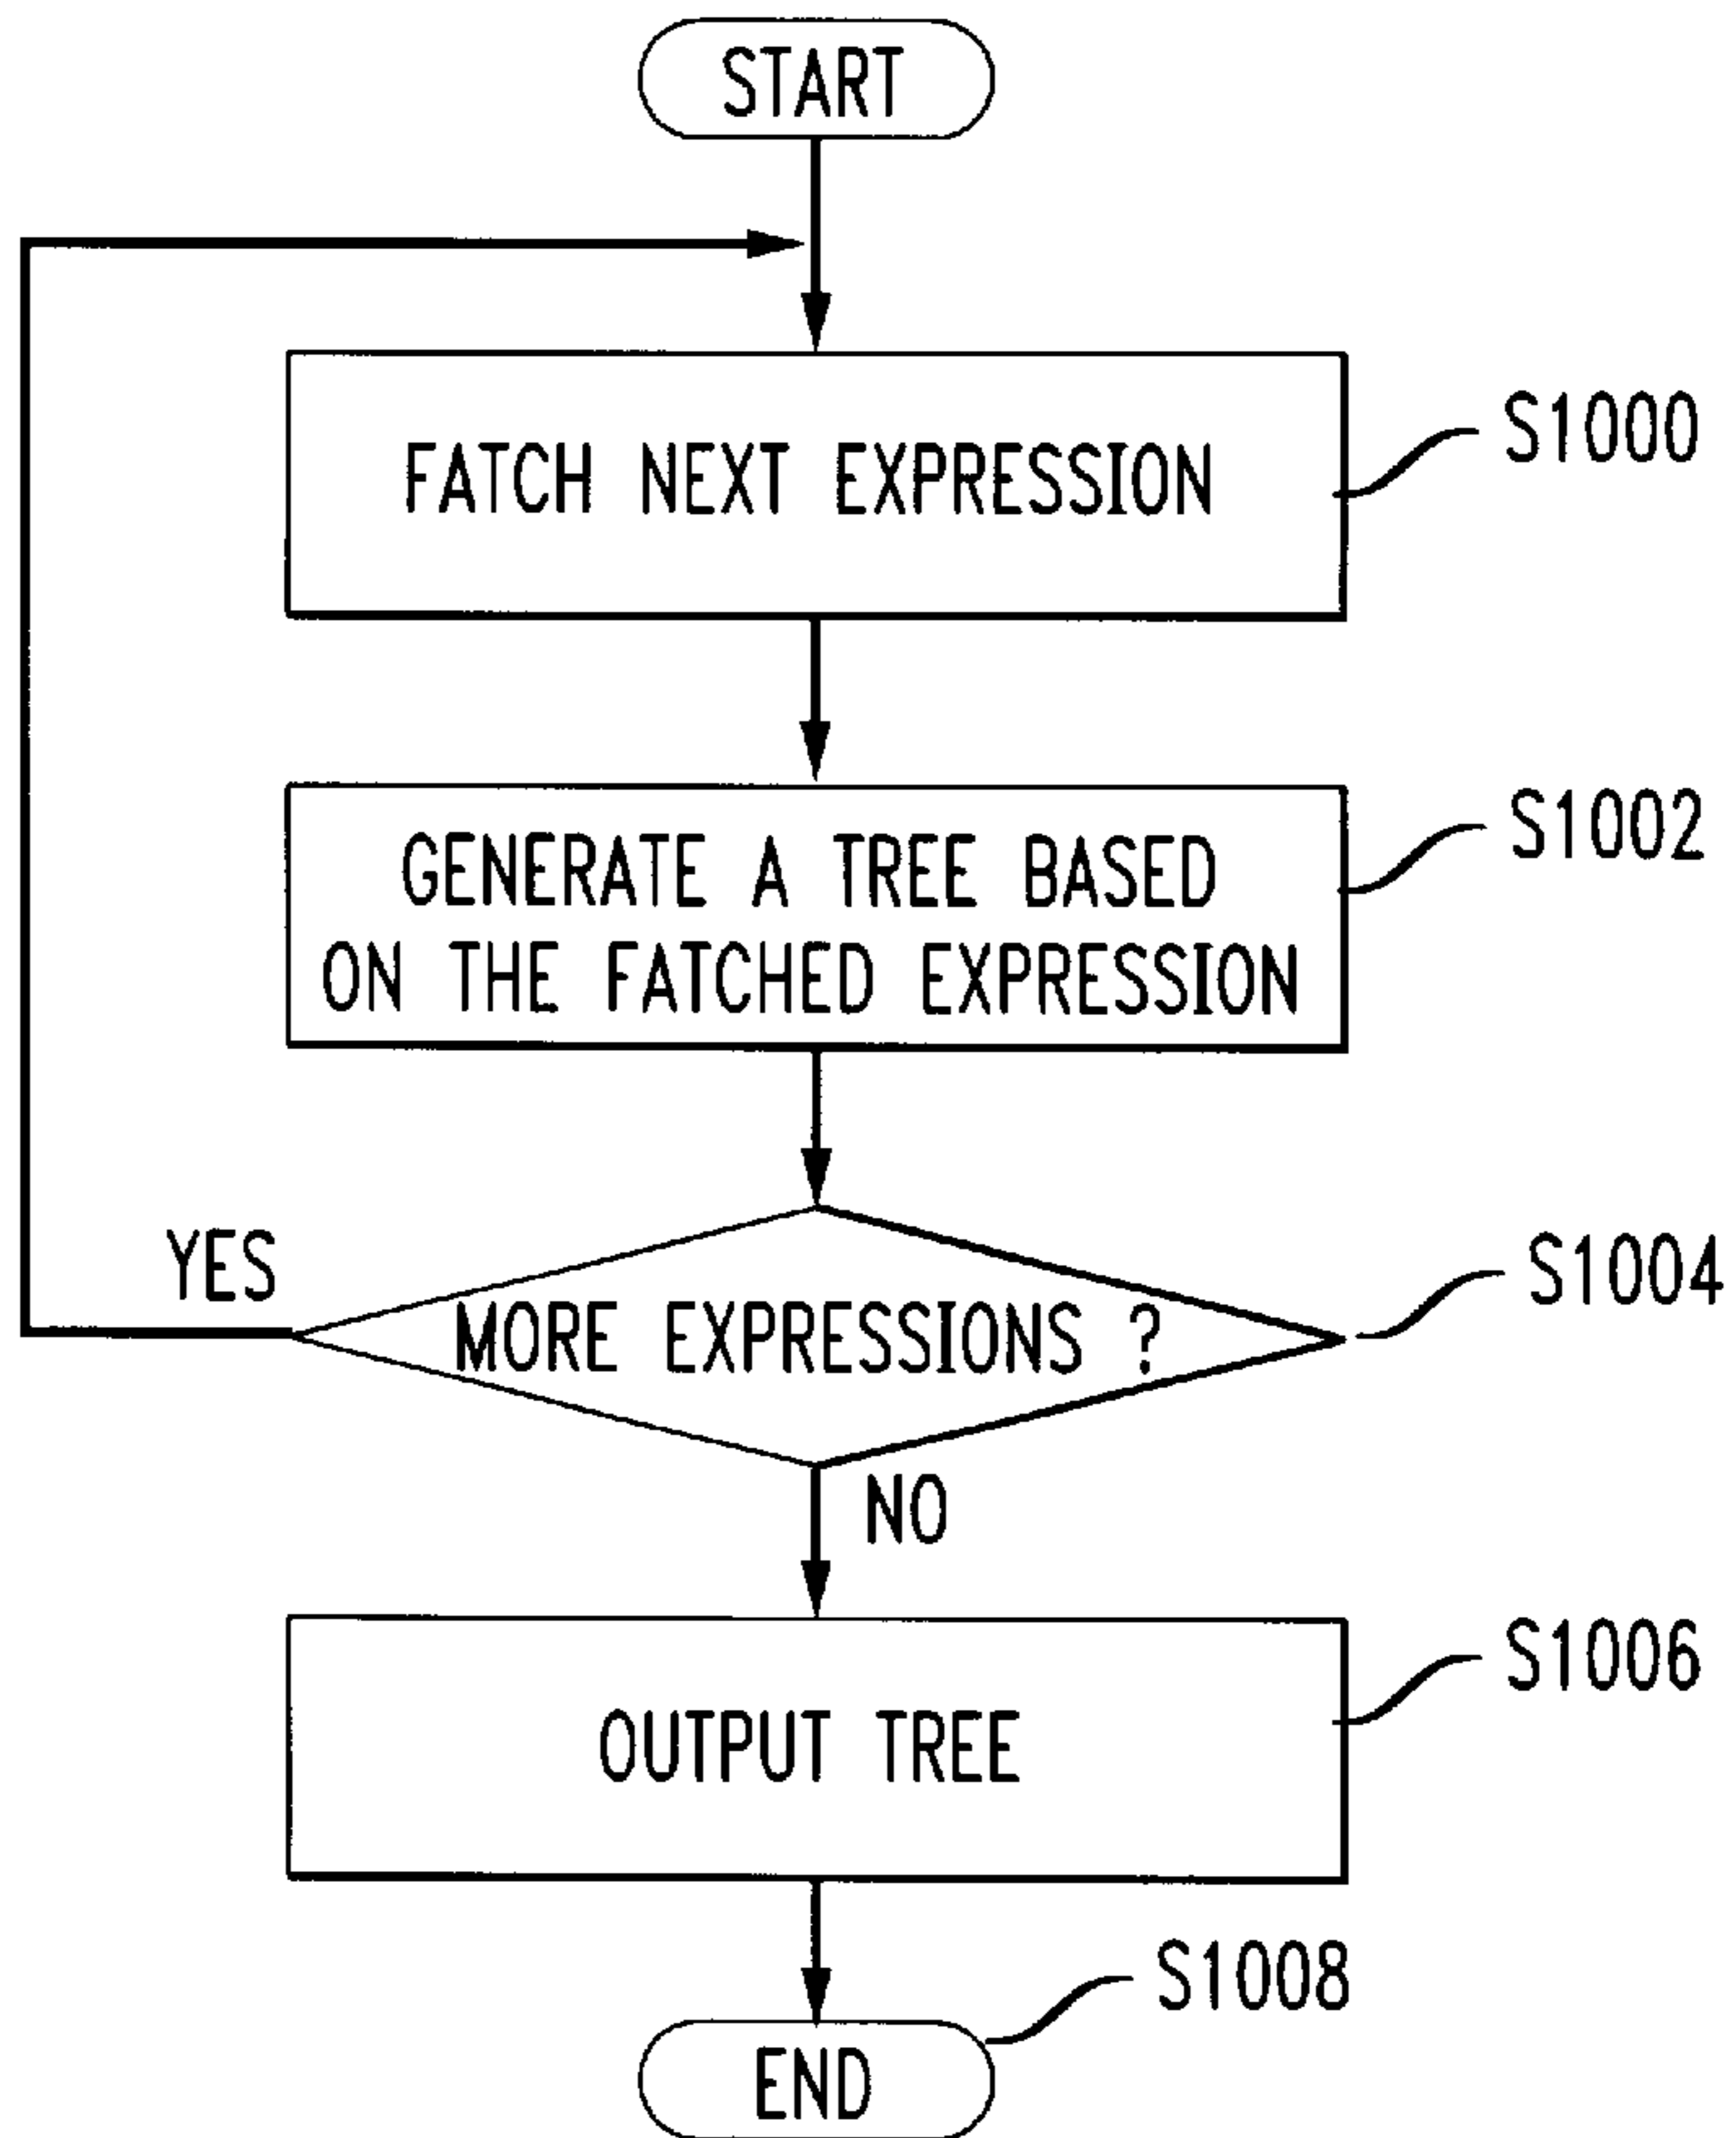 START
FATCH NEXT EXPRESSION
S1000
GENERATE A TREE BASED
ON THE FATCHED EXPRESSION
S1002
YES
MORE EXPRESSIONS ?
S1004
NO
OUTPUT TREE
S1006
END
S1008